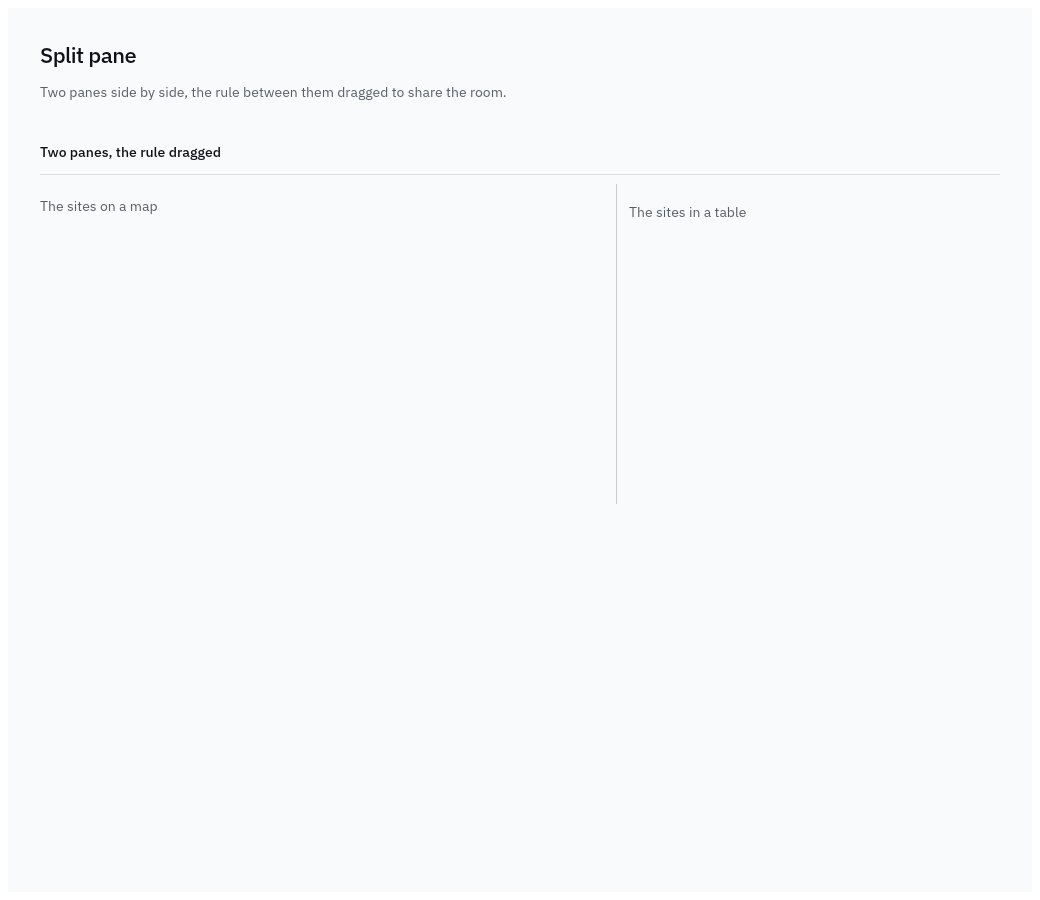 Split pane
Two panes side by side, the rule between them dragged to share the room.
Two panes, the rule dragged
The sites on a map
The sites in a table